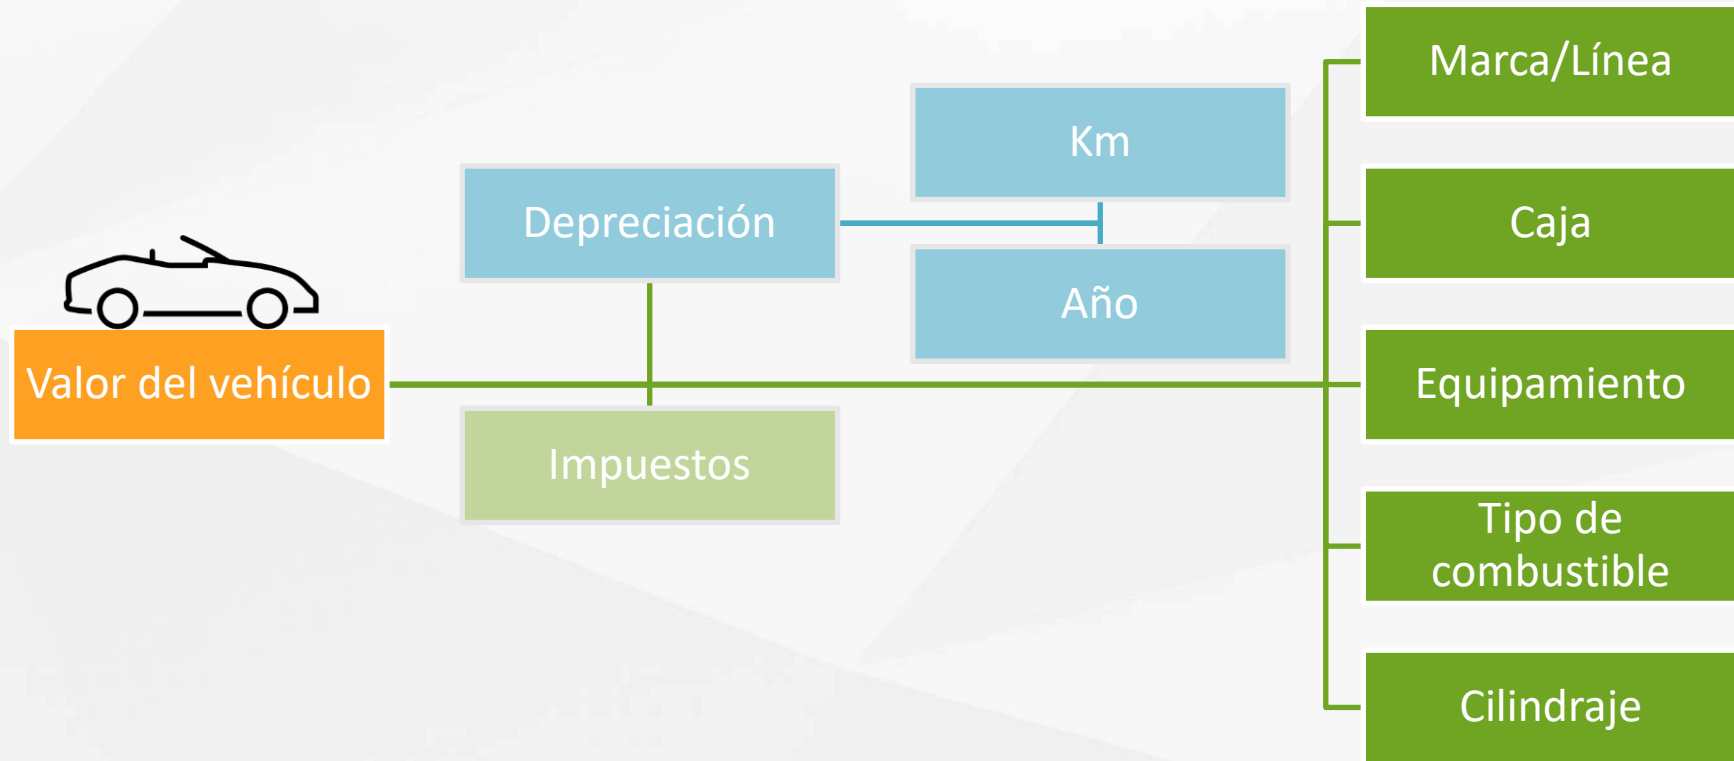 Valor del vehículo
Depreciación
Impuestos
Km
Año
Marca/Línea
Caja
Equipamiento
Tipo de
combustible
Cilindraje